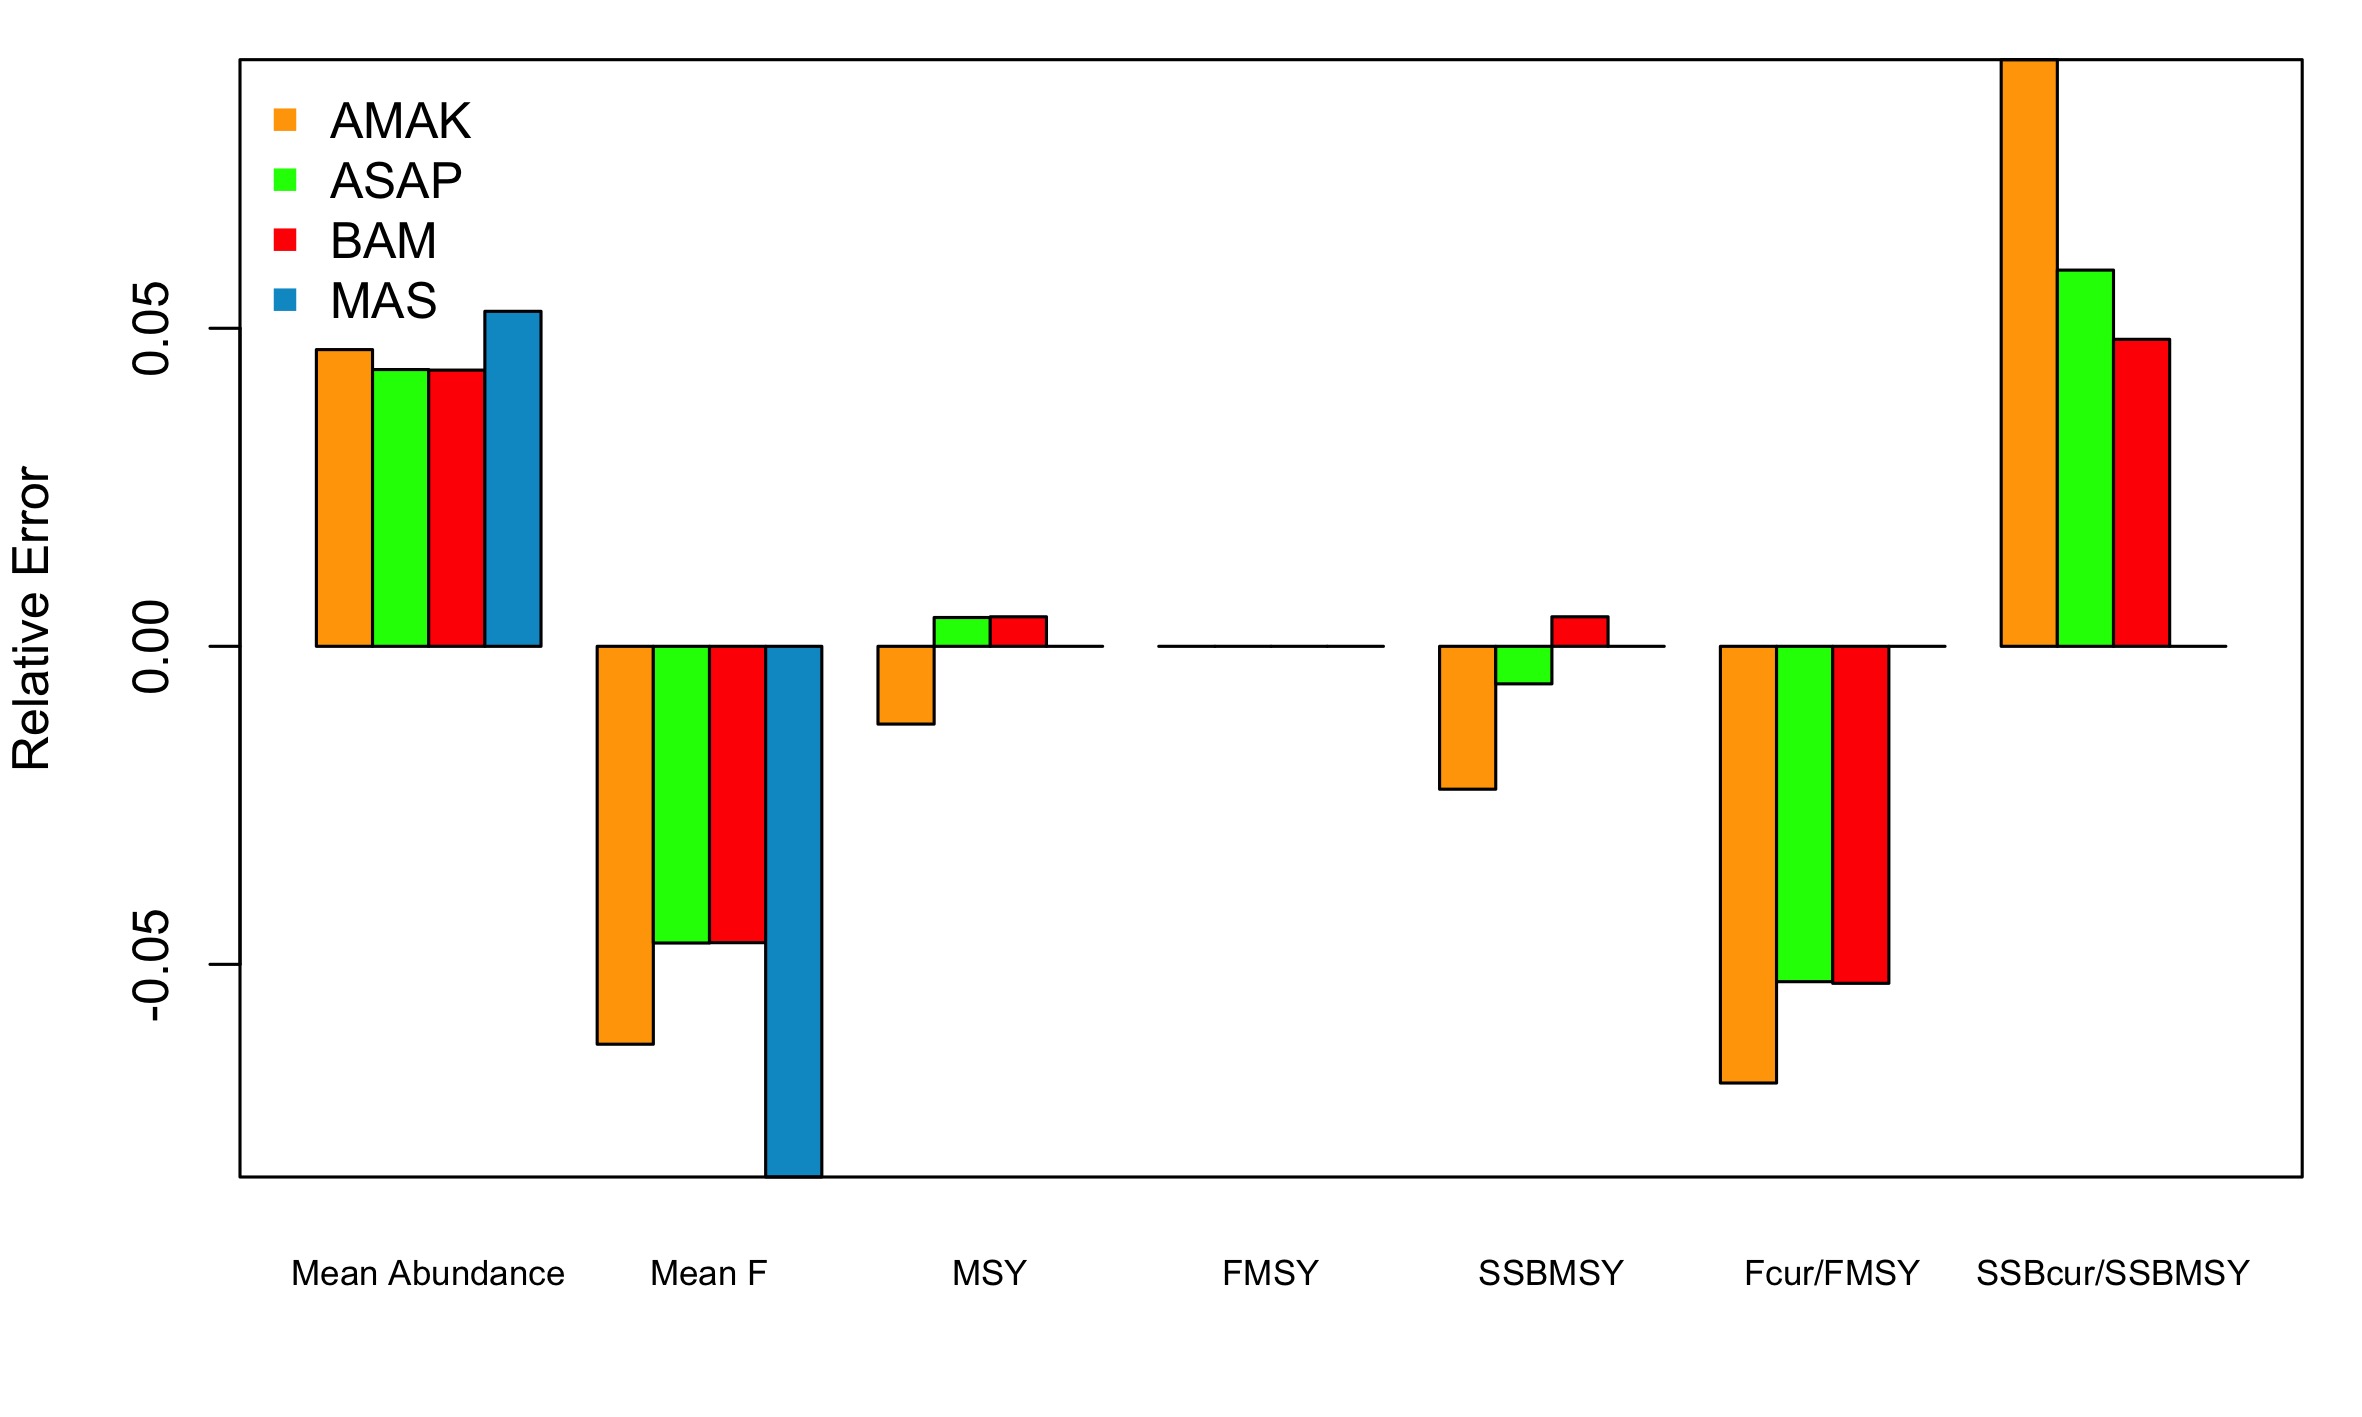 AMAK
ASAP
BAM
MAS
Relative Error
0.05
0.00
-0.05
Mean Abundance
Mean F
MSY
FMSY
SSBMSY
Fcur/FMSY
SSBcur/SSBMSY